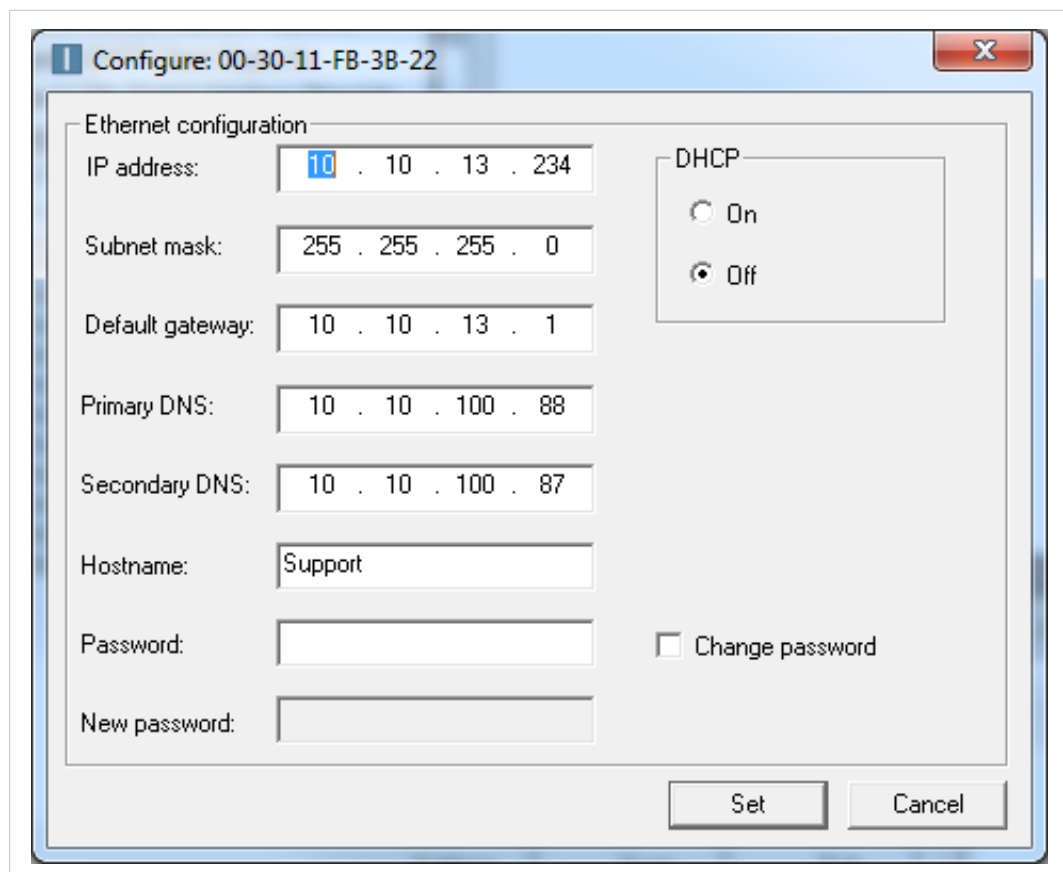 Configure: 00-30-11-FB-3B-22
Ethernet configuration
IP address: 10 . 10 . 13 . 234
DHCP
On
Subnet mask: 255 . 255 . 255 . 0
Off
Default gateway: 10 . 10 . 13 . 1
Primary DNS: 10 . 10 . 100 . 88
Secondary DNS: 10 . 10 . 100 . 87
Hostname: Support
Password:
Change password
New password:
Set
Cancel